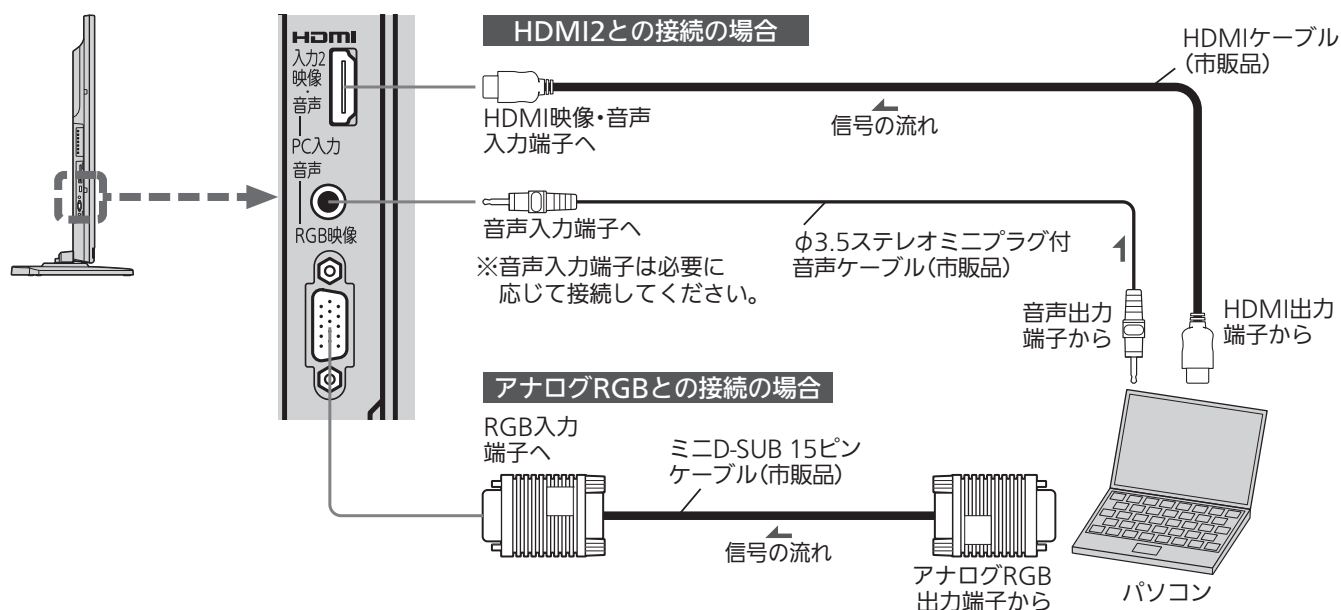 HDMI
入力2
映像
・
音声
PC入力
音声
RGB映像
HDMI2との接続の場合
HDMIケーブル
(市販品)
HDMI映像・音声
入力端子へ
信号の流れ
音声入力端子へ
※音声入力端子は必要に
応じて接続してください。
φ3.5ステレオミニプラグ付
音声ケーブル(市販品)
音声出力
端子から
HDMI出力
端子から
アナログRGBとの接続の場合
RGB入力
端子へ
ミニD-SUB 15ピン
ケーブル(市販品)
信号の流れ
アナログRGB
出力端子から
パソコン